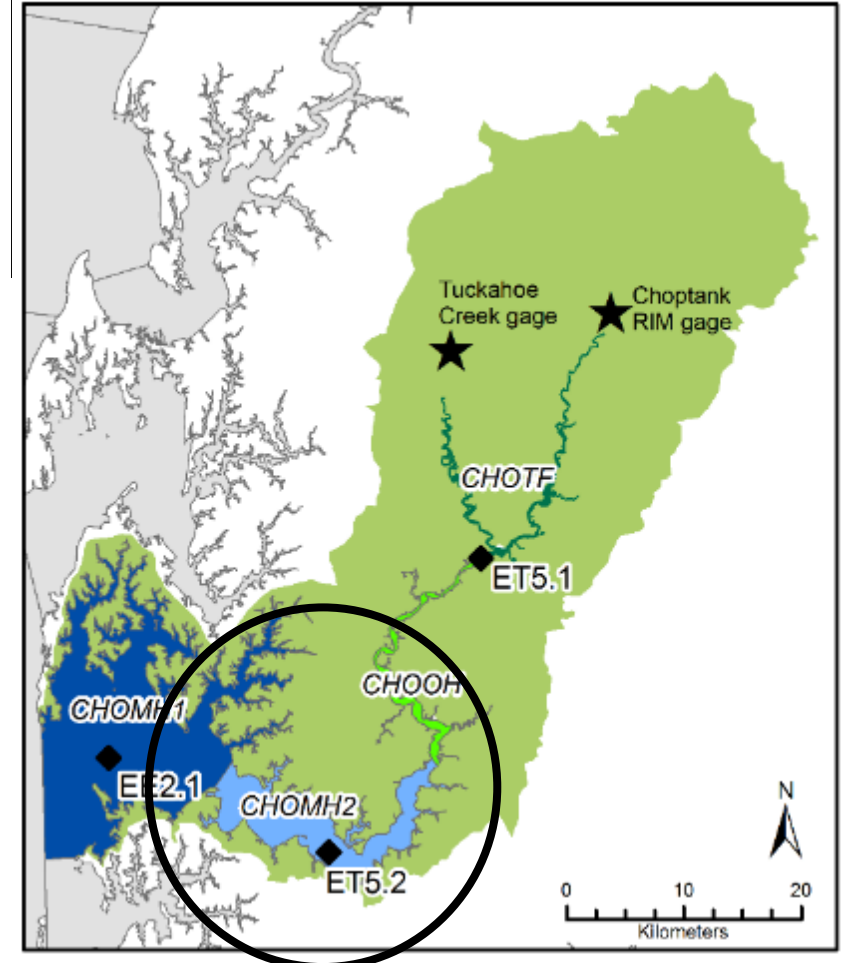 Tuckahoe
Creek gage
Choptank
RIM gage
CHOTF
ET5.1
CHOOH
CHOMH1
EE2.1
CHOMH2
ET5.2
N
0 10 20
Kilometers